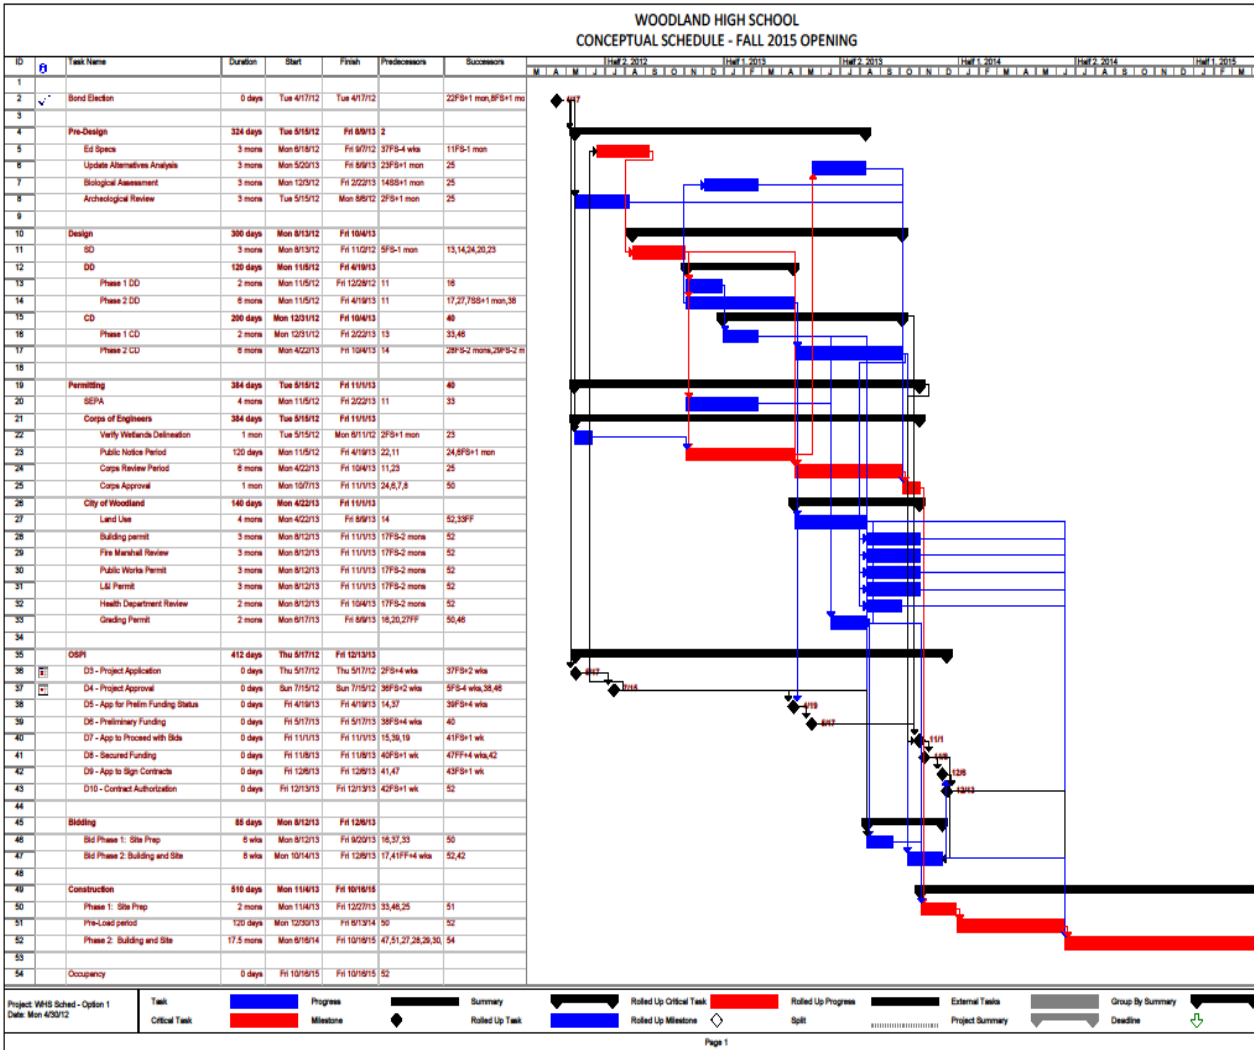 WOODLAND HIGH SCHOOL
CONCEPTUAL SCHEDULE - FALL 2015 OPENING
ID Task Name Duration Start Finish Predecessors Successors Half 2, 2012 Half 1, 2013 Half 2, 2013 Half 1, 2014 Half 2, 2014 Half 1, 2015
M A M J J A S O N D J F M A M J J A S O N D J F M A M J J A S O N D J F M
1
2 Bond Election 0 days Tue 4/17/12 Tue 4/17/12 22FS+1 mon,8FS+1 mo 4/17
3
4 Pre-Design 324 days Tue 5/15/12 Fri 8/9/13 2
5 Ed Specs 3 mons Mon 6/18/12 Fri 9/7/12 37FS-4 wks 11FS-1 mon
6 Update Alternatives Analysis 3 mons Mon 5/20/13 Fri 8/9/13 23FS+1 mon 25
7 Biological Assessment 3 mons Mon 12/3/12 Fri 2/22/13 14SS+1 mon 25
8 Archeological Review 3 mons Tue 5/15/12 Mon 8/6/12 2FS+1 mon 25
9
10 Design 300 days Mon 8/13/12 Fri 10/4/13
11 SD 3 mons Mon 8/13/12 Fri 11/2/12 5FS-1 mon 13,14,24,20,23
12 DD 120 days Mon 11/5/12 Fri 4/19/13
13 Phase 1 DD 2 mons Mon 11/5/12 Fri 12/28/12 11 16
14 Phase 2 DD 6 mons Mon 11/5/12 Fri 4/19/13 11 17,27,7SS+1 mon,38
15 CD 200 days Mon 12/31/12 Fri 10/4/13 40
16 Phase 1 CD 2 mons Mon 12/31/12 Fri 2/22/13 13 33,46
17 Phase 2 CD 6 mons Mon 4/22/13 Fri 10/4/13 14 28FS-2 mons,29FS-2 m
18
19 Permitting 384 days Tue 5/15/12 Fri 11/1/13 40
20 SEPA 4 mons Mon 11/5/12 Fri 2/22/13 11 33
21 Corps of Engineers 384 days Tue 5/15/12 Fri 11/1/13
22 Verify Wetlands Delineation 1 mon Tue 5/15/12 Mon 6/11/12 2FS+1 mon 23
23 Public Notice Period 120 days Mon 11/5/12 Fri 4/19/13 22,11 24,6FS+1 mon
24 Corps Review Period 6 mons Mon 4/22/13 Fri 10/4/13 11,23 25
25 Corps Approval 1 mon Mon 10/7/13 Fri 11/1/13 24,6,7,8 50
26 City of Woodland 140 days Mon 4/22/13 Fri 11/1/13
27 Land Use 4 mons Mon 4/22/13 Fri 8/9/13 14 52,33FF
28 Building permit 3 mons Mon 8/12/13 Fri 11/1/13 17FS-2 mons 52
29 Fire Marshall Review 3 mons Mon 8/12/13 Fri 11/1/13 17FS-2 mons 52
30 Public Works Permit 3 mons Mon 8/12/13 Fri 11/1/13 17FS-2 mons 52
31 L&I Permit 3 mons Mon 8/12/13 Fri 11/1/13 17FS-2 mons 52
32 Health Department Review 2 mons Mon 8/12/13 Fri 10/4/13 17FS-2 mons 52
33 Grading Permit 2 mons Mon 6/17/13 Fri 8/9/13 16,20,27FF 50,46
34
35 OSPI 412 days Thu 5/17/12 Fri 12/13/13
36 D3 - Project Application 0 days Thu 5/17/12 Thu 5/17/12 2FS+4 wks 37FS+2 wks 5/17
37 D4 - Project Approval 0 days Sun 7/15/12 Sun 7/15/12 36FS+2 wks 5FS-4 wks,38,46 7/15
38 D5 - App for Prelim Funding Status 0 days Fri 4/19/13 Fri 4/19/13 14,37 39FS+4 wks 4/19
39 D6 - Preliminary Funding 0 days Fri 5/17/13 Fri 5/17/13 38FS+4 wks 40 5/17
40 D7 - App to Proceed with Bids 0 days Fri 11/1/13 Fri 11/1/13 15,39,19 41FS+1 wk 11/1
41 D8 - Secured Funding 0 days Fri 11/8/13 Fri 11/8/13 40FS+1 wk 47FF+4 wks,42 11/8
42 D9 - App to Sign Contracts 0 days Fri 12/6/13 Fri 12/6/13 41,47 43FS+1 wk 12/6
43 D10 - Contract Authorization 0 days Fri 12/13/13 Fri 12/13/13 42FS+1 wk 52 12/13
44
45 Bidding 85 days Mon 8/12/13 Fri 12/6/13
46 Bid Phase 1: Site Prep 6 wks Mon 8/12/13 Fri 9/20/13 16,37,33 50
47 Bid Phase 2: Building and Site 8 wks Mon 10/14/13 Fri 12/6/13 17,41FF+4 wks 52,42
48
49 Construction 510 days Mon 11/4/13 Fri 10/16/15
50 Phase 1: Site Prep 2 mons Mon 11/4/13 Fri 12/27/13 33,46,25 51
51 Pre-Load period 120 days Mon 12/30/13 Fri 6/13/14 50 52
52 Phase 2: Building and Site 17.5 mons Mon 6/16/14 Fri 10/16/15 47,51,27,28,29,30, 54
53
54 Occupancy 0 days Fri 10/16/15 Fri 10/16/15 52
Project: WHS Sched - Option 1
Date: Mon 4/30/12
Task Progress Summary Rolled Up Critical Task Rolled Up Progress External Tasks Group By Summary
Critical Task Milestone Rolled Up Task Rolled Up Milestone Split Project Summary Deadline
Page 1